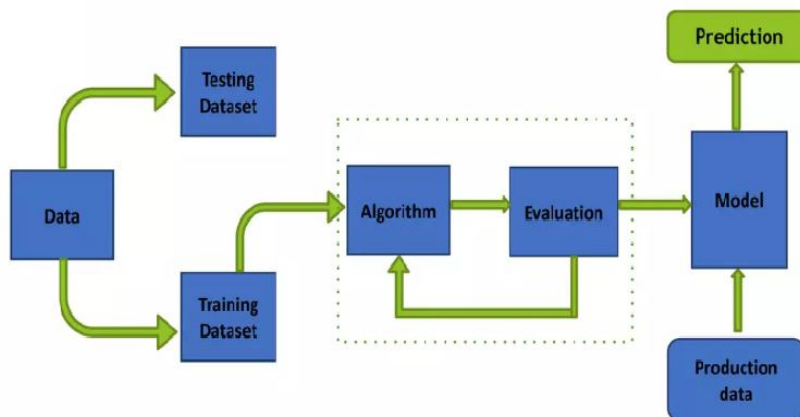 Prediction
Testing
Dataset
Data
Algorithm
Evaluation
Model
Training
Dataset
Production
data